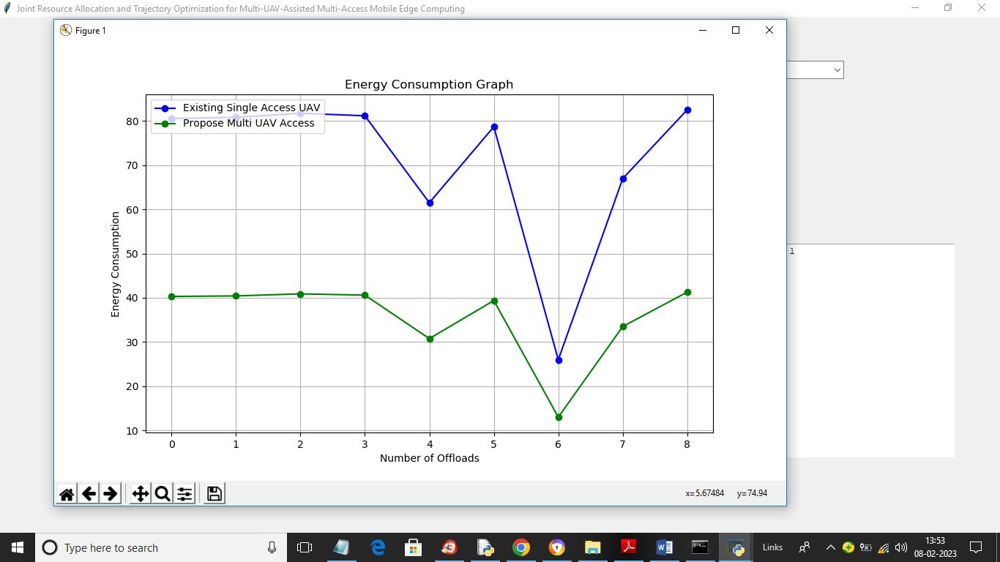 Joint Resource Allocation and Trajectory Optimization for Multi-UAV-Assisted Multi-Access Mobile Edge Computing
Figure 1
Energy Consumption Graph
Existing Single Access UAV
Propose Multi UAV Access
Energy Consumption
80
70
60
50
40
30
20
10
0 1 2 3 4 5 6 7 8
Number of Offloads
1
x=5.67484 y=74.94
Type here to search
Links
13:53
08-02-2023